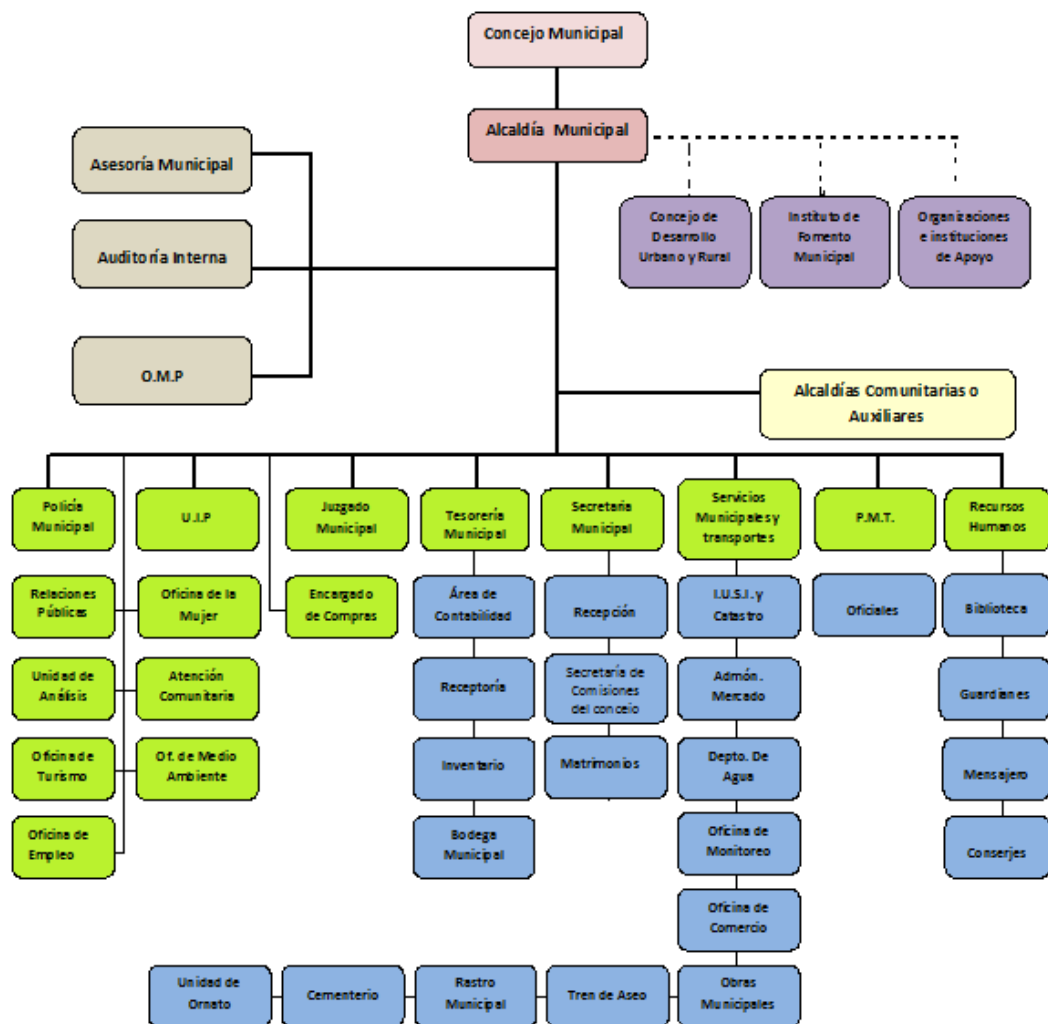 Concejo Municipal
Alcaldía Municipal
Asesoría Municipal
Auditoría Interna
O.M.P
Concejo de
Desarrollo
Urbano y Rural
Instituto de
Fomento
Municipal
Organizaciones
e instituciones
de Apoyo
Alcaldías Comunitarias o
Auxiliares
Policía
Municipal
U.I.P
Juzgado
Municipal
Tesorería
Municipal
Secretaria
Municipal
Servicios
Municipales y
transportes
P.M.T.
Recursos
Humanos
Relaciones
Públicas
Oficina de la
Mujer
Encargado
de Compras
Área de
Contabilidad
Recepción
I.U.S.I. y
Catastro
Oficiales
Biblioteca
Unidad de
Análisis
Atención
Comunitaria
Receptoría
Secretaría de
Comisiones
del concejo
Admón.
Mercado
Guardianes
Oficina de
Turismo
Of. de Medio
Ambiente
Inventario
Matrimonios
Depto. De
Agua
Mensajero
Oficina de
Empleo
Bodega
Municipal
Oficina de
Monitoreo
Conserjes
Oficina de
Comercio
Unidad de
Ornato
Cementerio
Rastro
Municipal
Tren de Aseo
Obras
Municipales